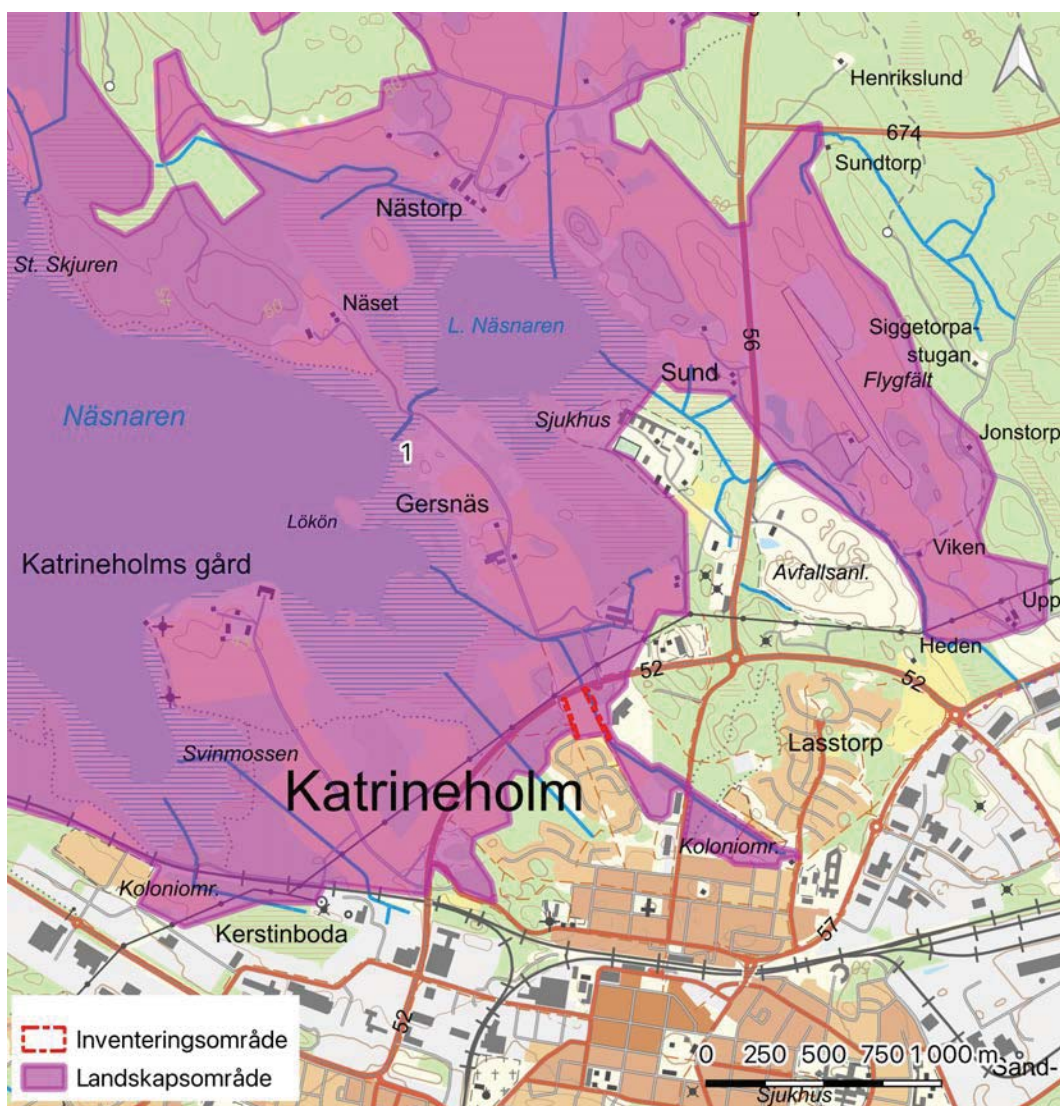 Henrikslund
674
Sundtorp
Nästorp
St. Skjuren
Näset
L. Näsnaren
56
Siggetorpa-
stugan
Flygfält
Sund
Näsnaren
Sjukhus
Jonstorp
1
Gersnäs
Lökön
Katrineholms gård
Viken
Avfallsanl.
Upp
Heden
52
52
Lasstorp
Svinmossen
Katrineholm
Koloniomr.
Koloniomr.
Kerstinboda
57
52
Inventeringsområde
Landskapsområde
0 250 500 750 1 000 m
Sand-
Sjukhus